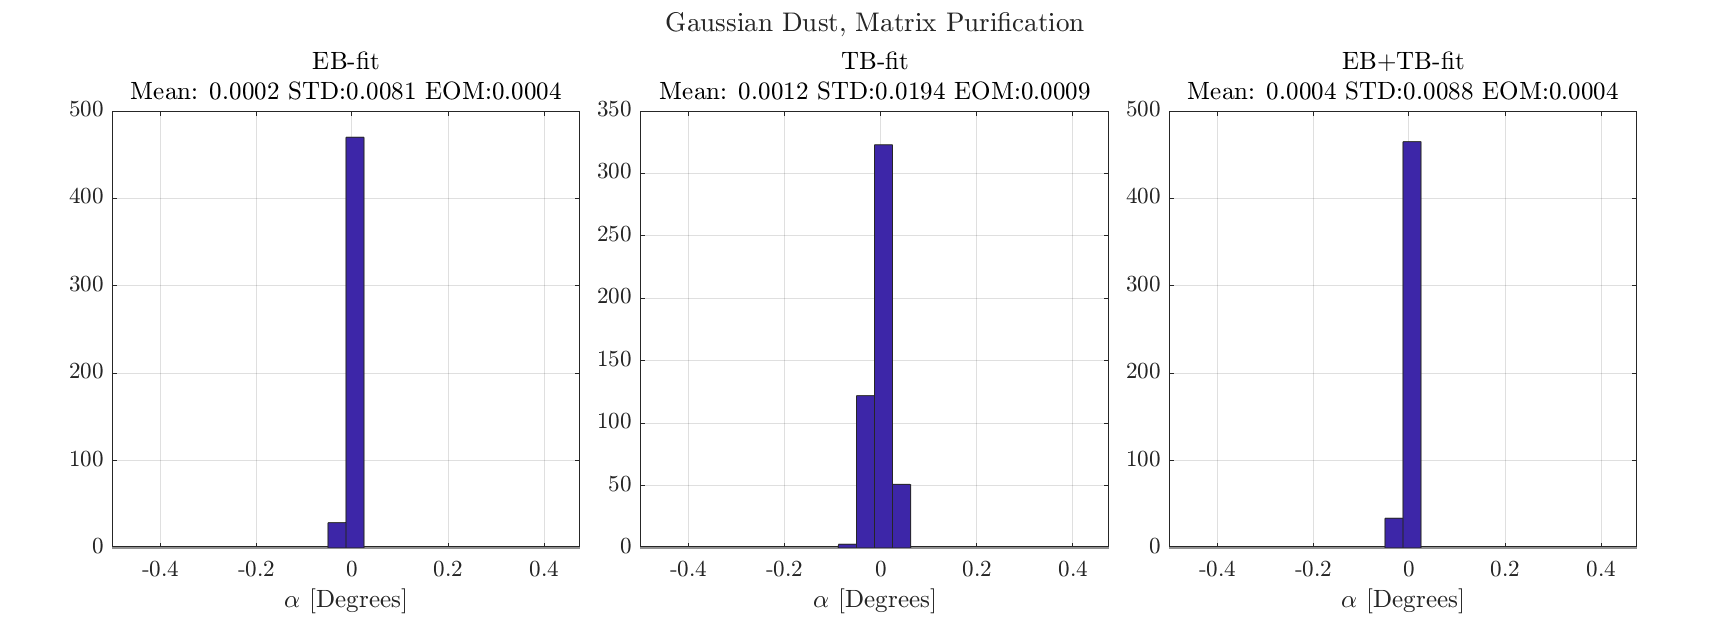 Gaussian Dust, Matrix Purification
EB-fit
Mean: 0.0002 STD:0.0081 EOM:0.0004
500
400
300
200
100
0
-0.4 -0.2 0 0.2 0.4
α [Degrees]
TB-fit
Mean: 0.0012 STD:0.0194 EOM:0.0009
350
300
250
200
150
100
50
0
-0.4 -0.2 0 0.2 0.4
α [Degrees]
EB+TB-fit
Mean: 0.0004 STD:0.0088 EOM:0.0004
500
400
300
200
100
0
-0.4 -0.2 0 0.2 0.4
α [Degrees]